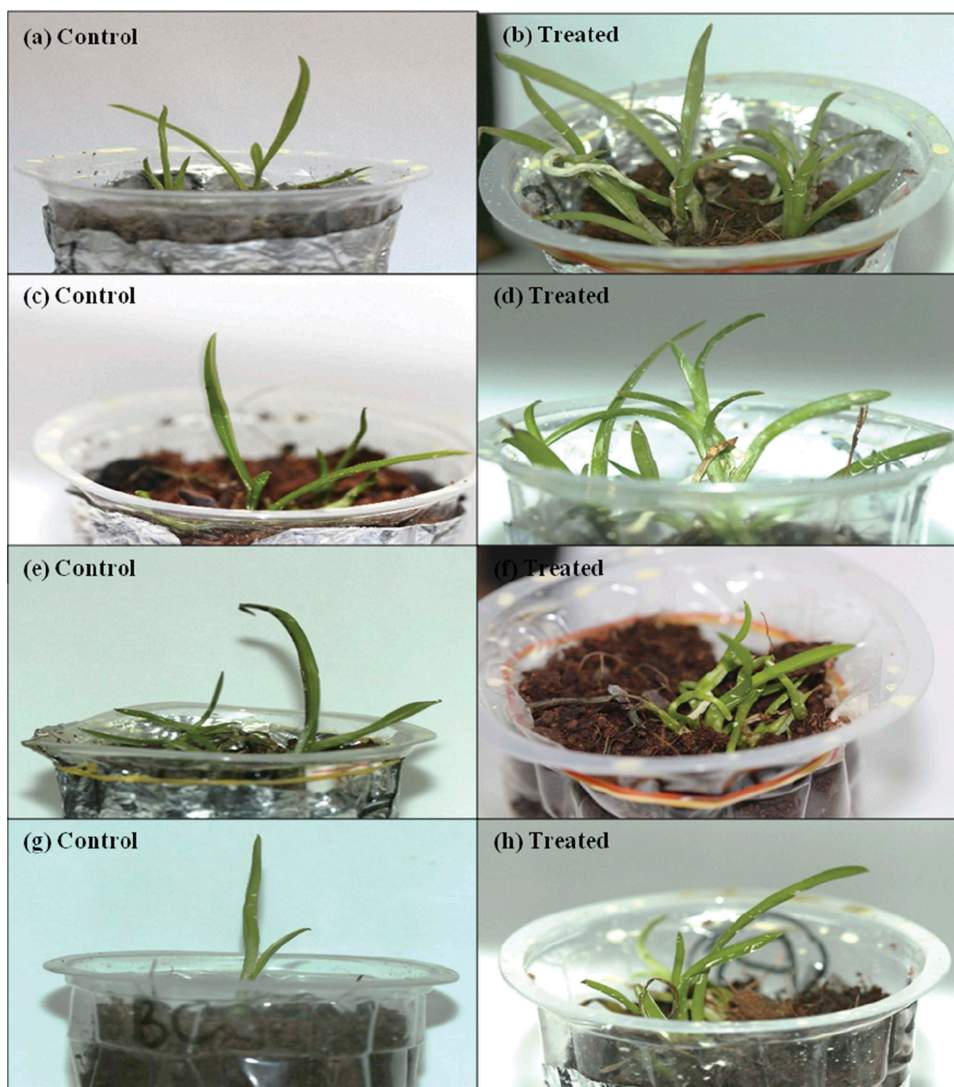 (a) Control
(b) Treated
(c) Control
(d) Treated
(e) Control
(f) Treated
(g) Control
(h) Treated